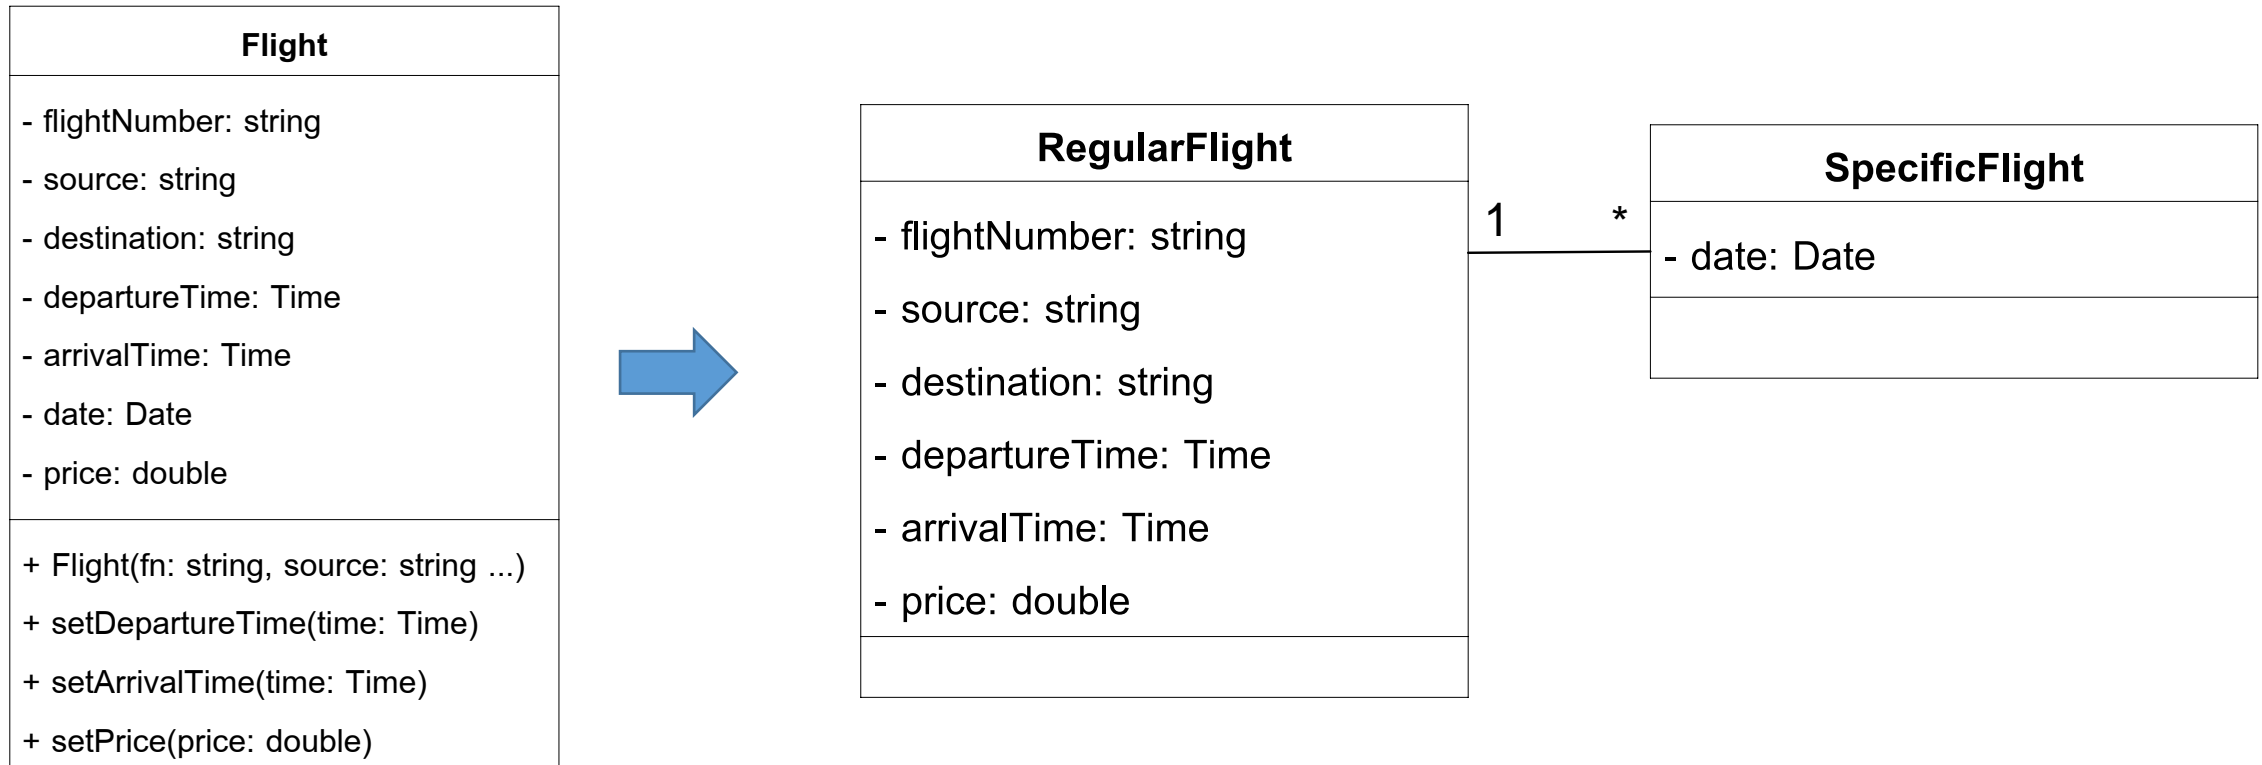 Flight
- flightNumber: string
- source: string
- destination: string
- departureTime: Time
- arrivalTime: Time
- date: Date
- price: double
+ Flight(fn: string, source: string ...)
+ setDepartureTime(time: Time)
+ setArrivalTime(time: Time)
+ setPrice(price: double)
RegularFlight
- flightNumber: string
- source: string
- destination: string
- departureTime: Time
- arrivalTime: Time
- price: double
1 *
SpecificFlight
- date: Date